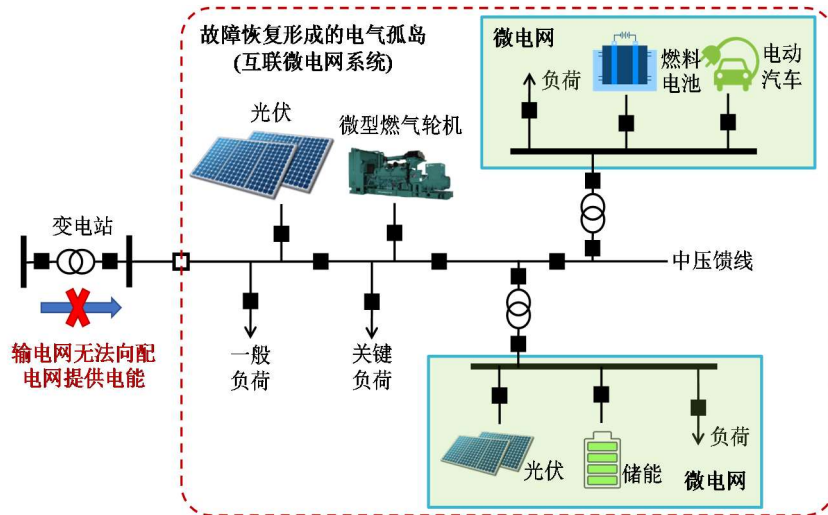 故障恢复形成的电气孤岛
(互联微电网系统)
微电网
负荷
燃料
电池
电动
汽车
光伏
微型燃气轮机
变电站
中压馈线
输电网无法向配
电网提供电能
一般
负荷
关键
负荷
光伏
储能
负荷
微电网